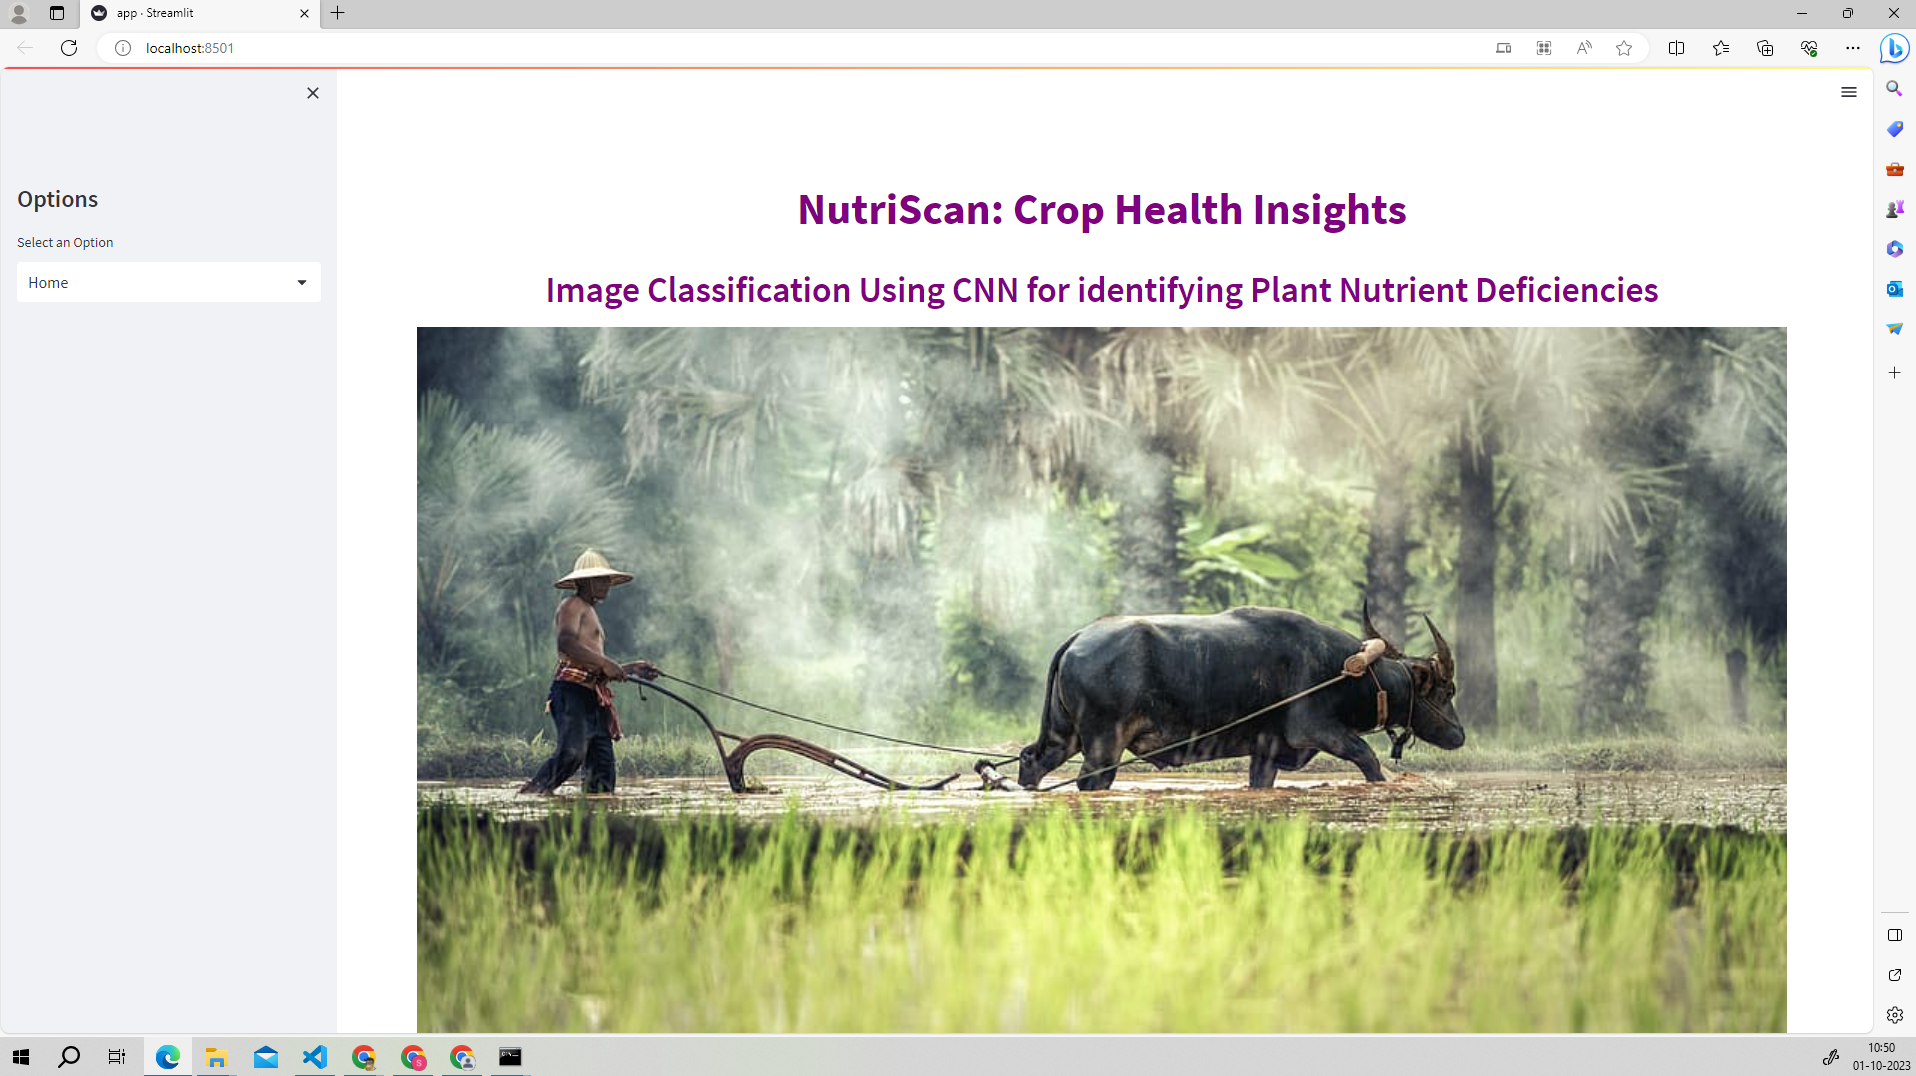 app · Streamlit
localhost:8501
Options
Select an Option
Home
NutriScan: Crop Health Insights
Image Classification Using CNN for identifying Plant Nutrient Deficiencies
10:50
01-10-2023